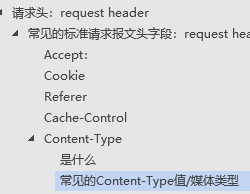 请求头：request header
常见的标准请求报文头字段：request hea
Accept:
Cookie
Referer
Cache-Control
Content-Type
是什么
常见的Content-Type值/媒体类型